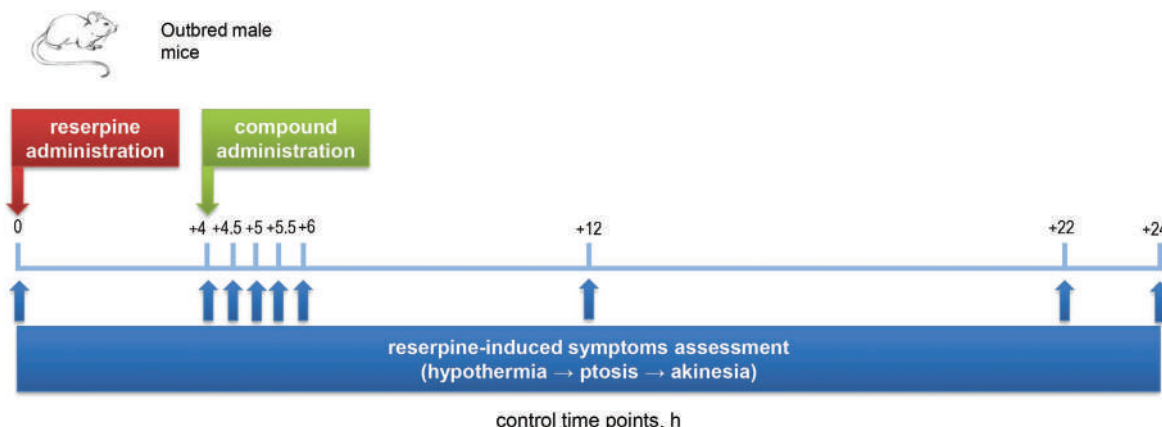 Outbred male
mice
reserpine
administration
compound
administration
0
+4
+4.5
+5
+5.5
+6
+12
+22
+24
reserpine-induced symptoms assessment
(hypothermia → ptosis → akinesia)
control time points, h